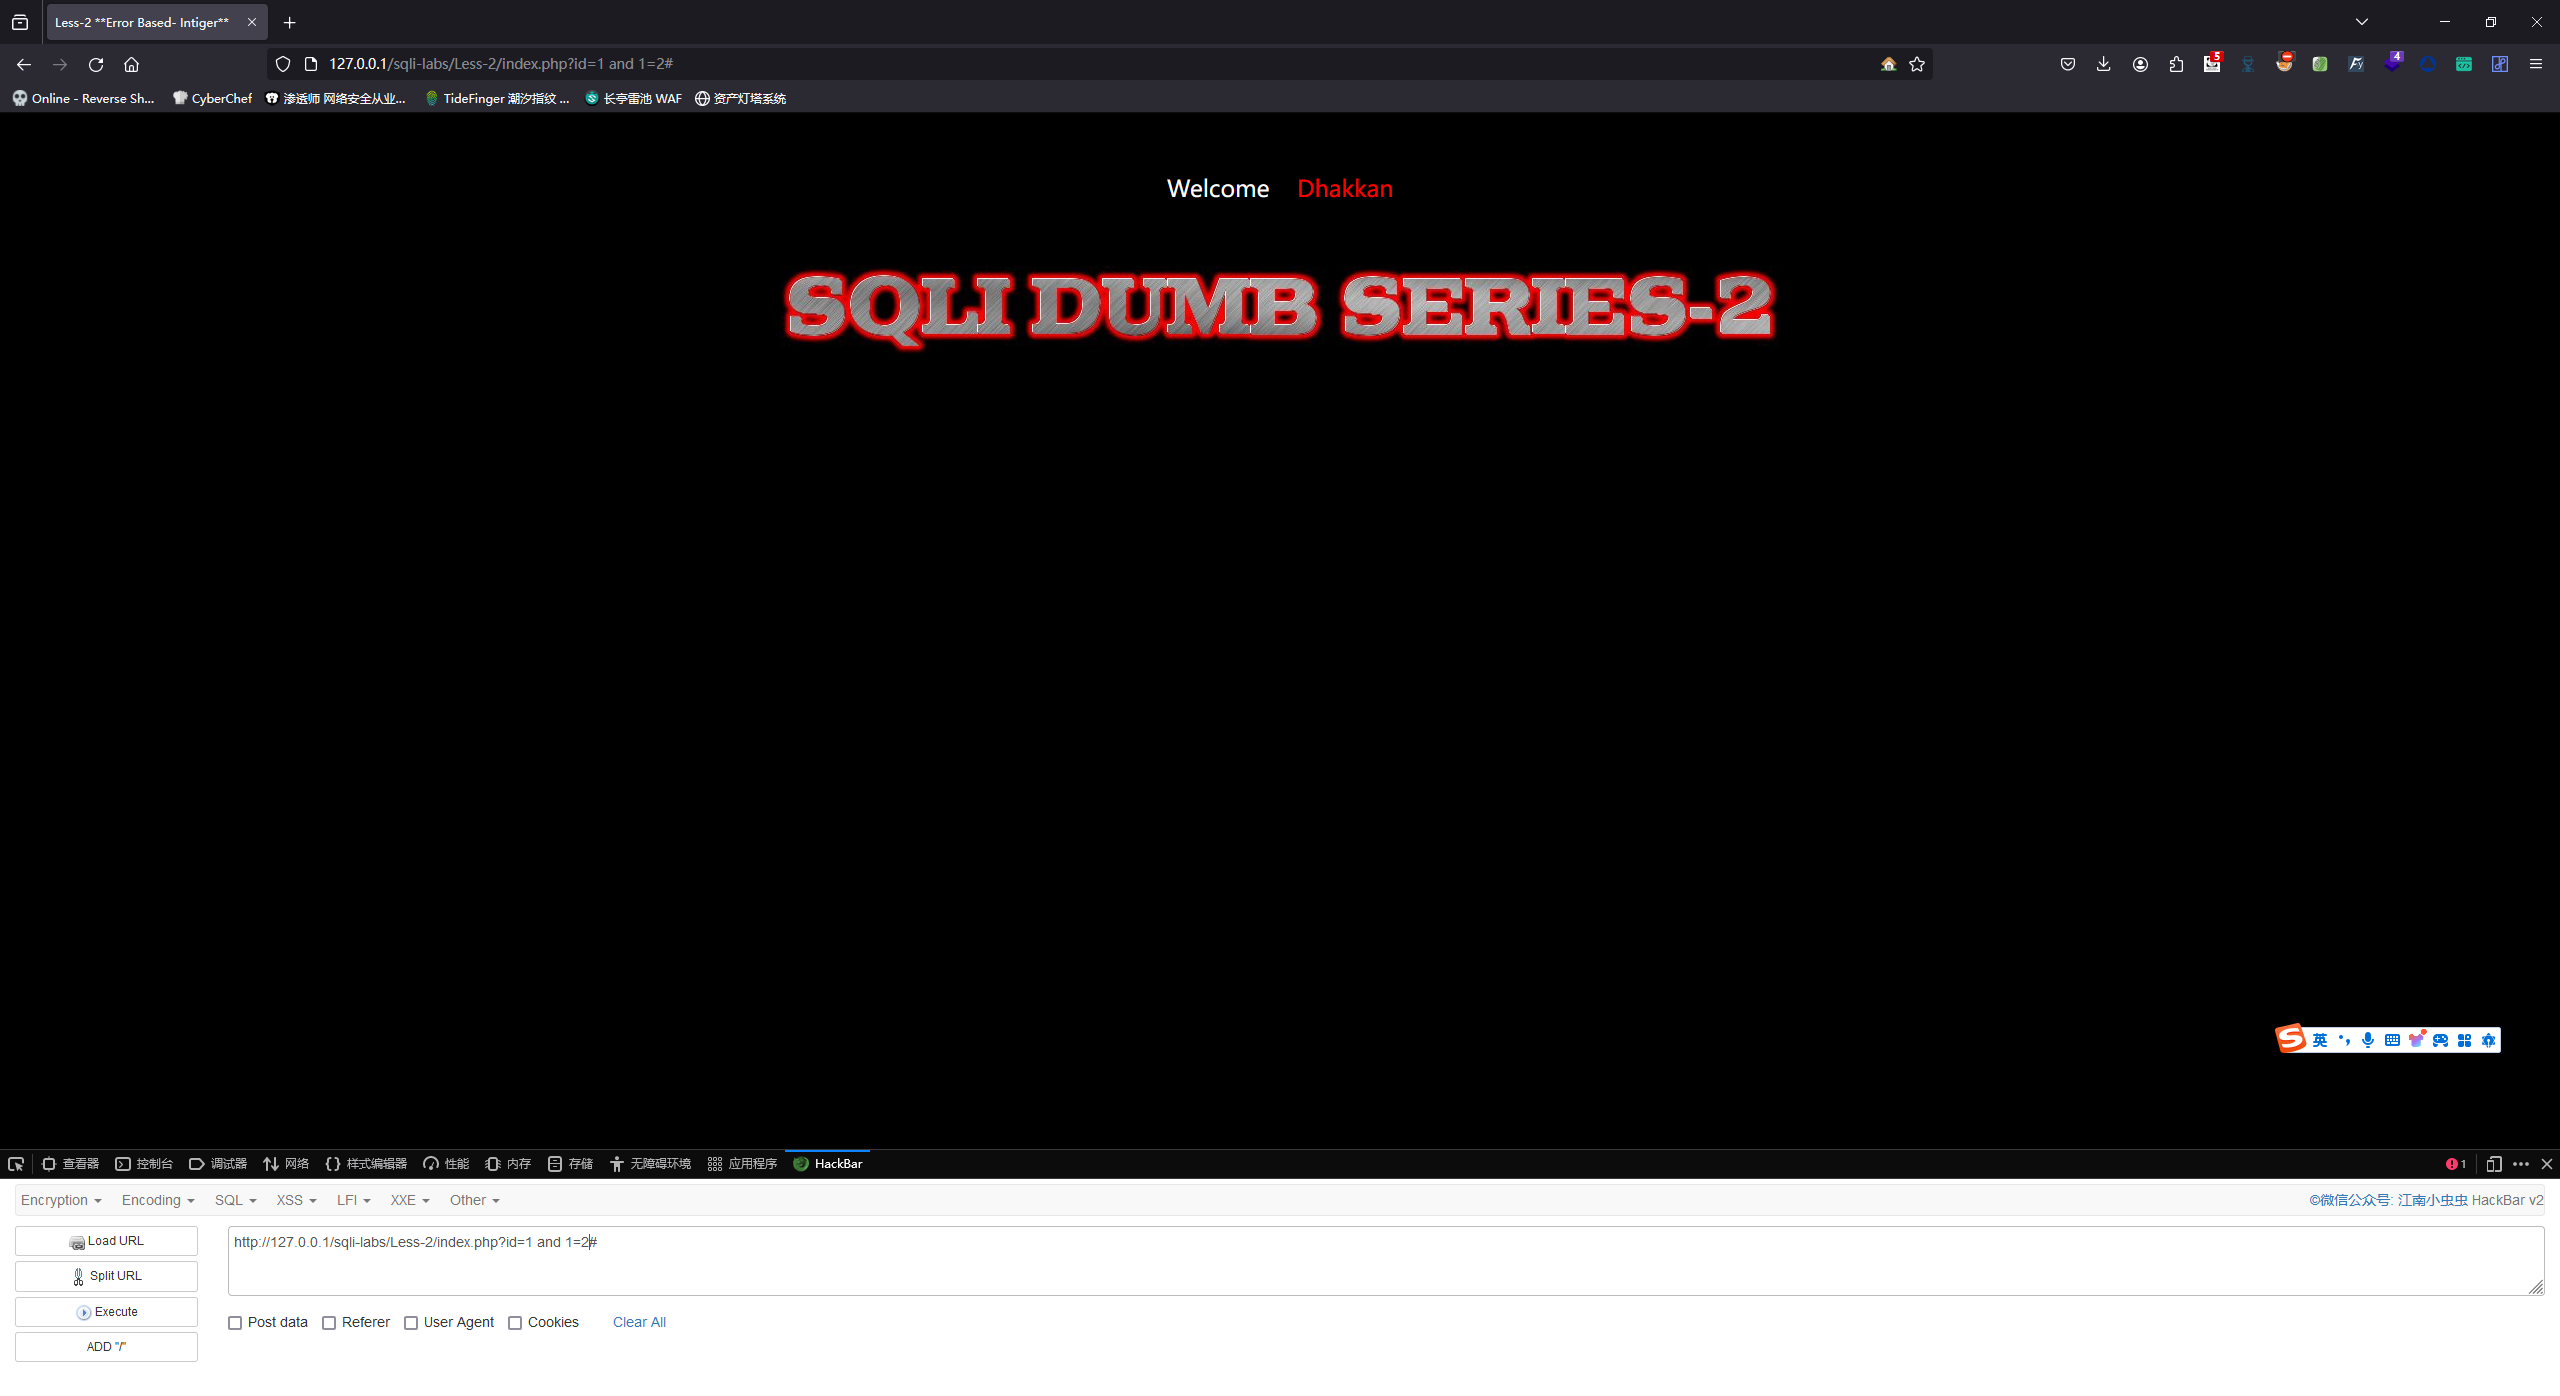 Less-2 **Error Based- Intiger**
127.0.0.1/sqli-labs/Less-2/index.php?id=1 and 1=2#
5
4
Online - Reverse Sh...
CyberChef
渗透师 网络安全从业...
TideFinger 潮汐指纹 ...
长亭雷池 WAF
资产灯塔系统
Welcome Dhakkan
SQLI DUMB SERIES-2
英
查看器
控制台
调试器
网络
样式编辑器
性能
内存
存储
无障碍环境
应用程序
HackBar
1
Encryption
Encoding
SQL
XSS
LFI
XXE
Other
©微信公众号: 江南小虫虫 HackBar v2
Load URL
http://127.0.0.1/sqli-labs/Less-2/index.php?id=1 and 1=2#
Split URL
Execute
Post data
Referer
User Agent
Cookies
Clear All
ADD "/"